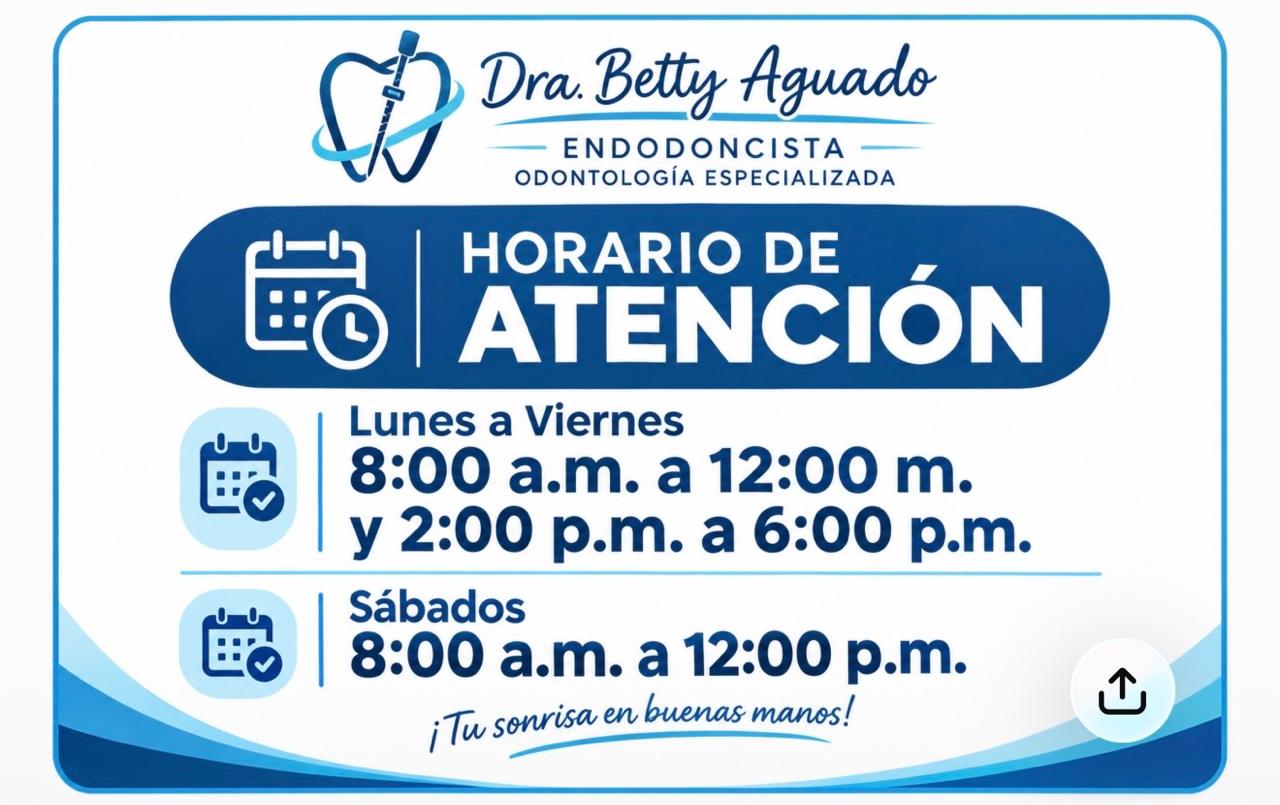 Dra. Betty Aguado
ENDODONCISTA
ODONTOLOGÍA ESPECIALIZADA
HORARIO DE
ATENCIÓN
Lunes a Viernes
8:00 a.m. a 12:00 m.
y 2:00 p.m. a 6:00 p.m.
Sábados
8:00 a.m. a 12:00 p.m.
¡Tu sonrisa en buenas manos!